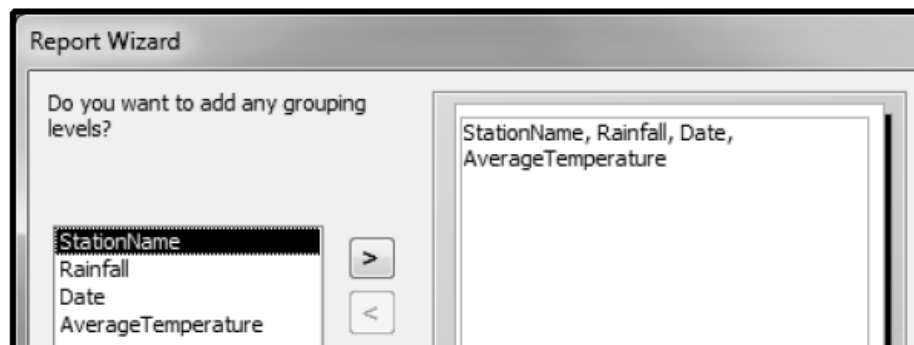 Report Wizard
Do you want to add any grouping
levels?
StationName, Rainfall, Date,
AverageTemperature
StationName
Rainfall
Date
AverageTemperature
>
<